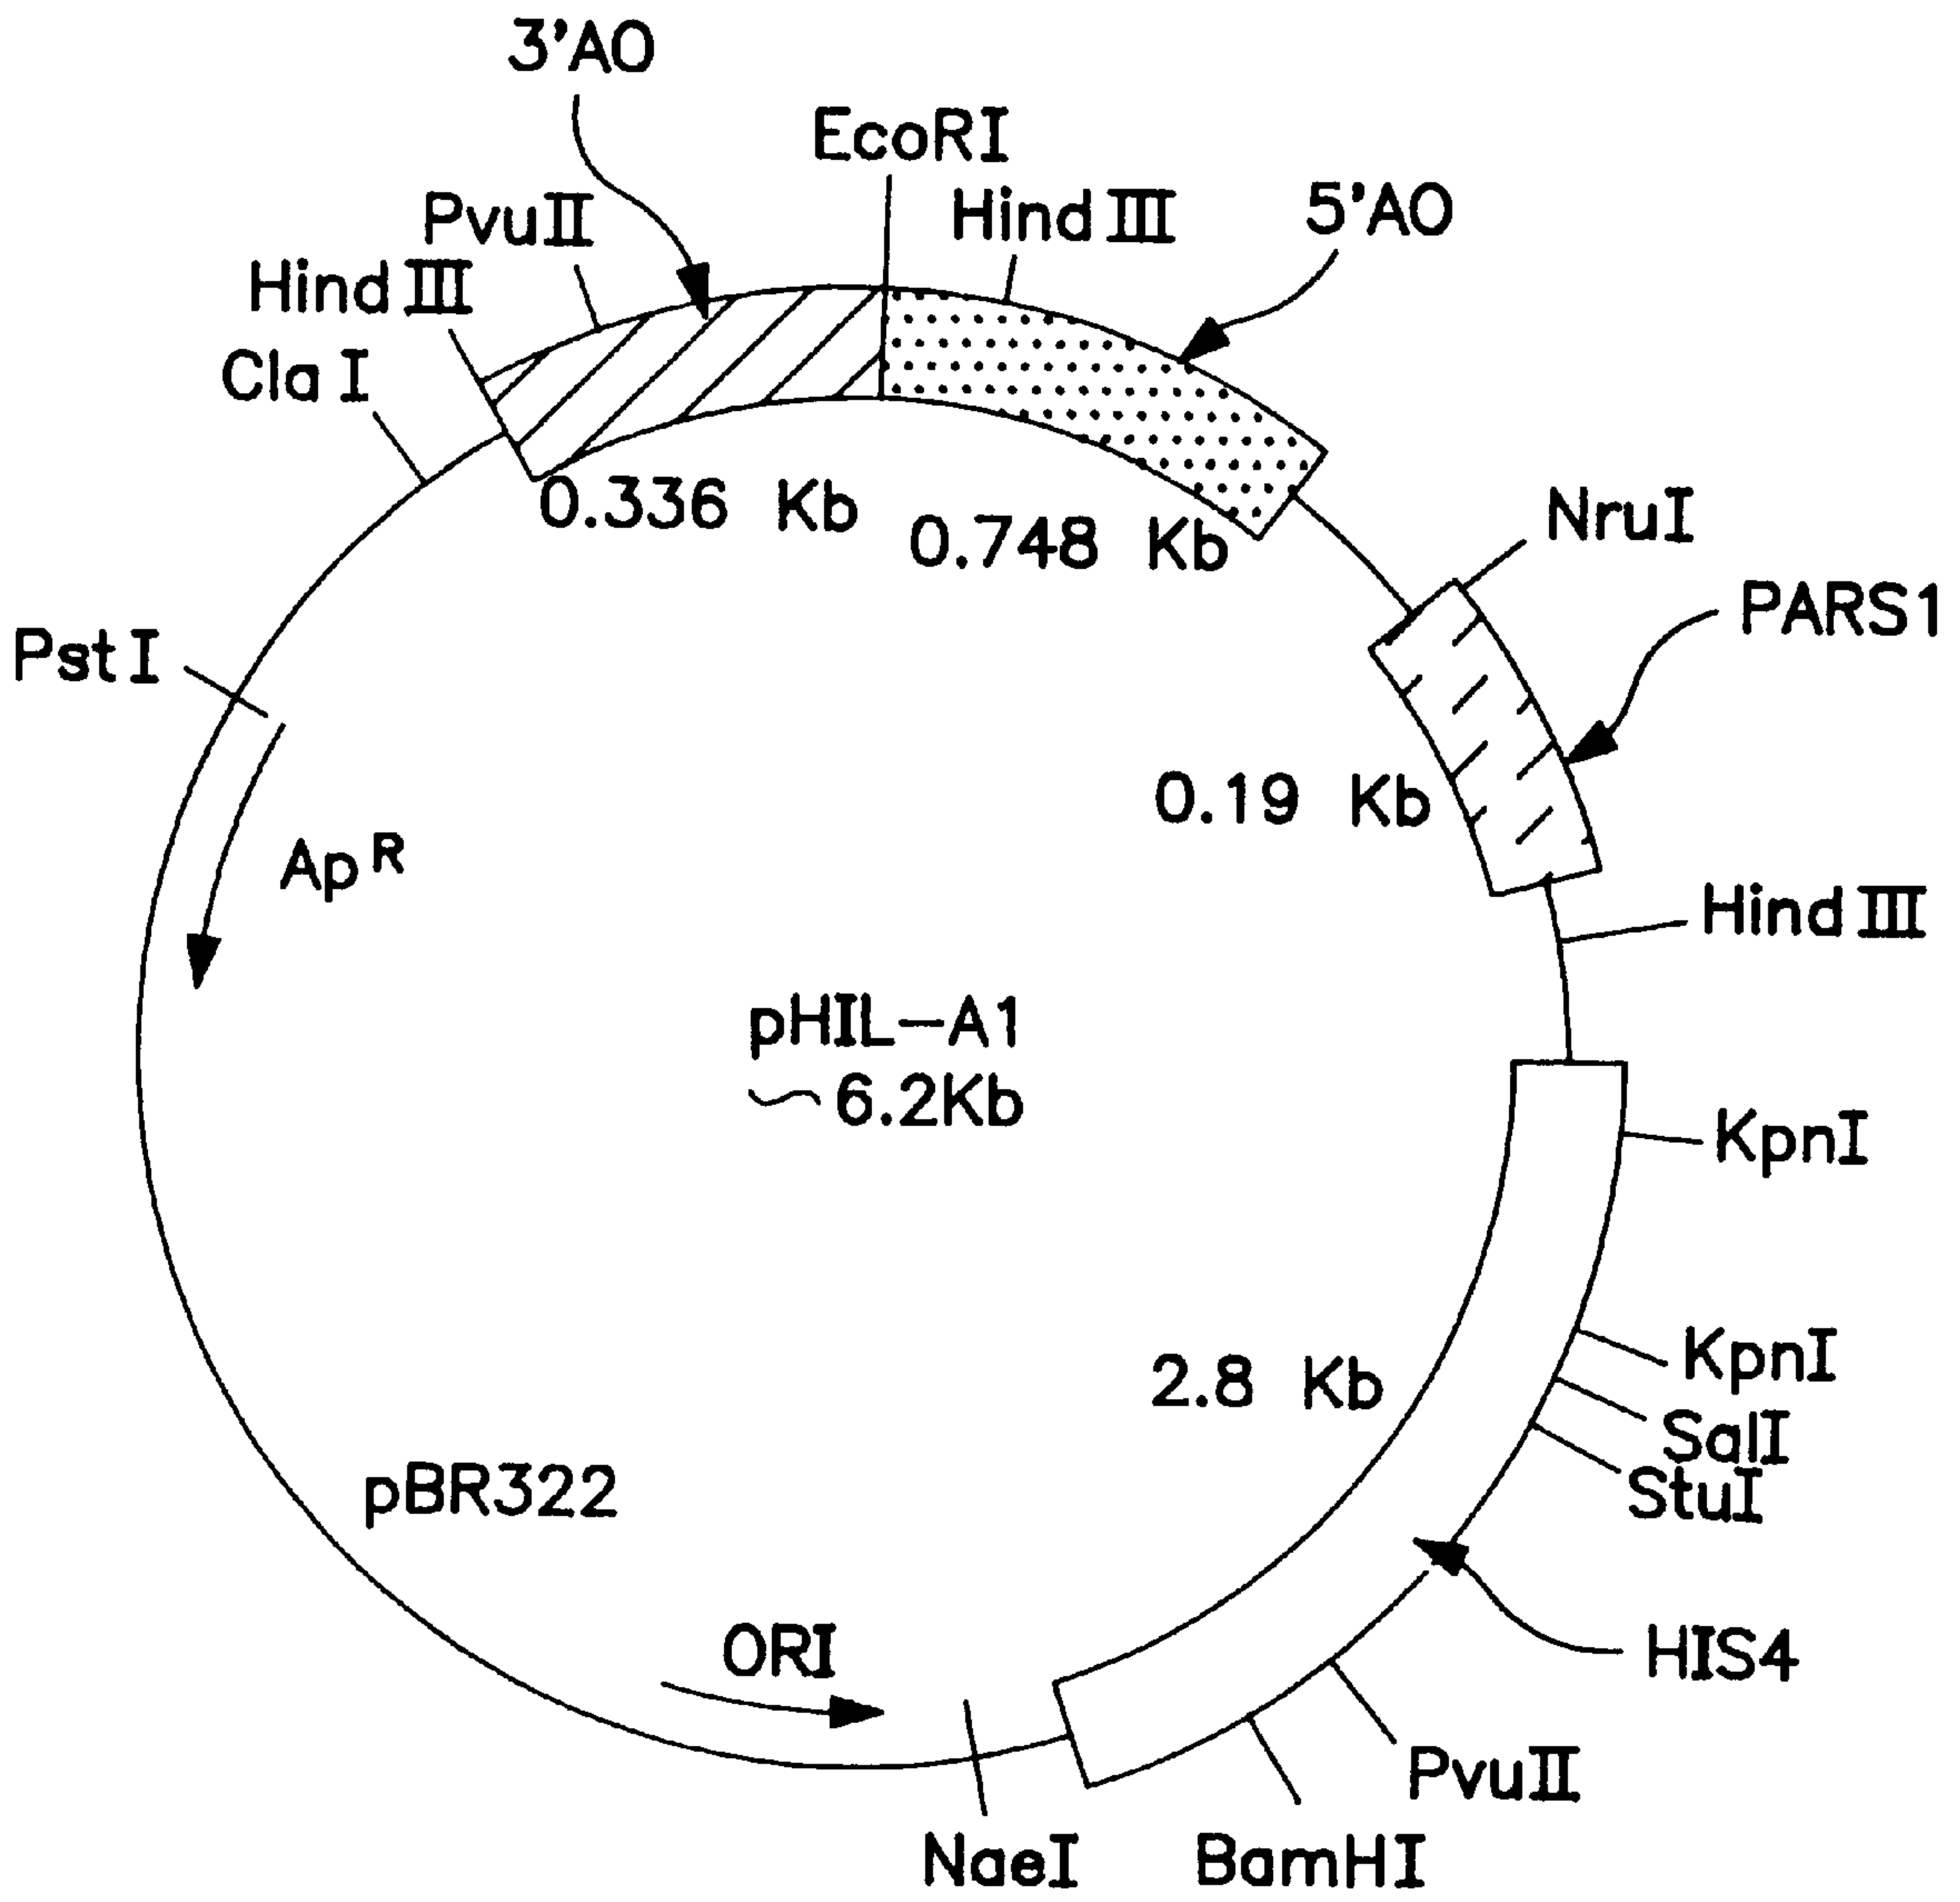 3'AO
EcoRI
PvuII
HindIII
5'AO
HindIII
ClaI
0.336 Kb
0.748 Kb
NruI
PARS1
PstI
0.19 Kb
Ap R
HindIII
pHIL-A1
~6.2Kb
KpnI
KpnI
2.8 Kb
SalI
StuI
pBR322
ORI
HIS4
PvuII
NaeI
BamHI